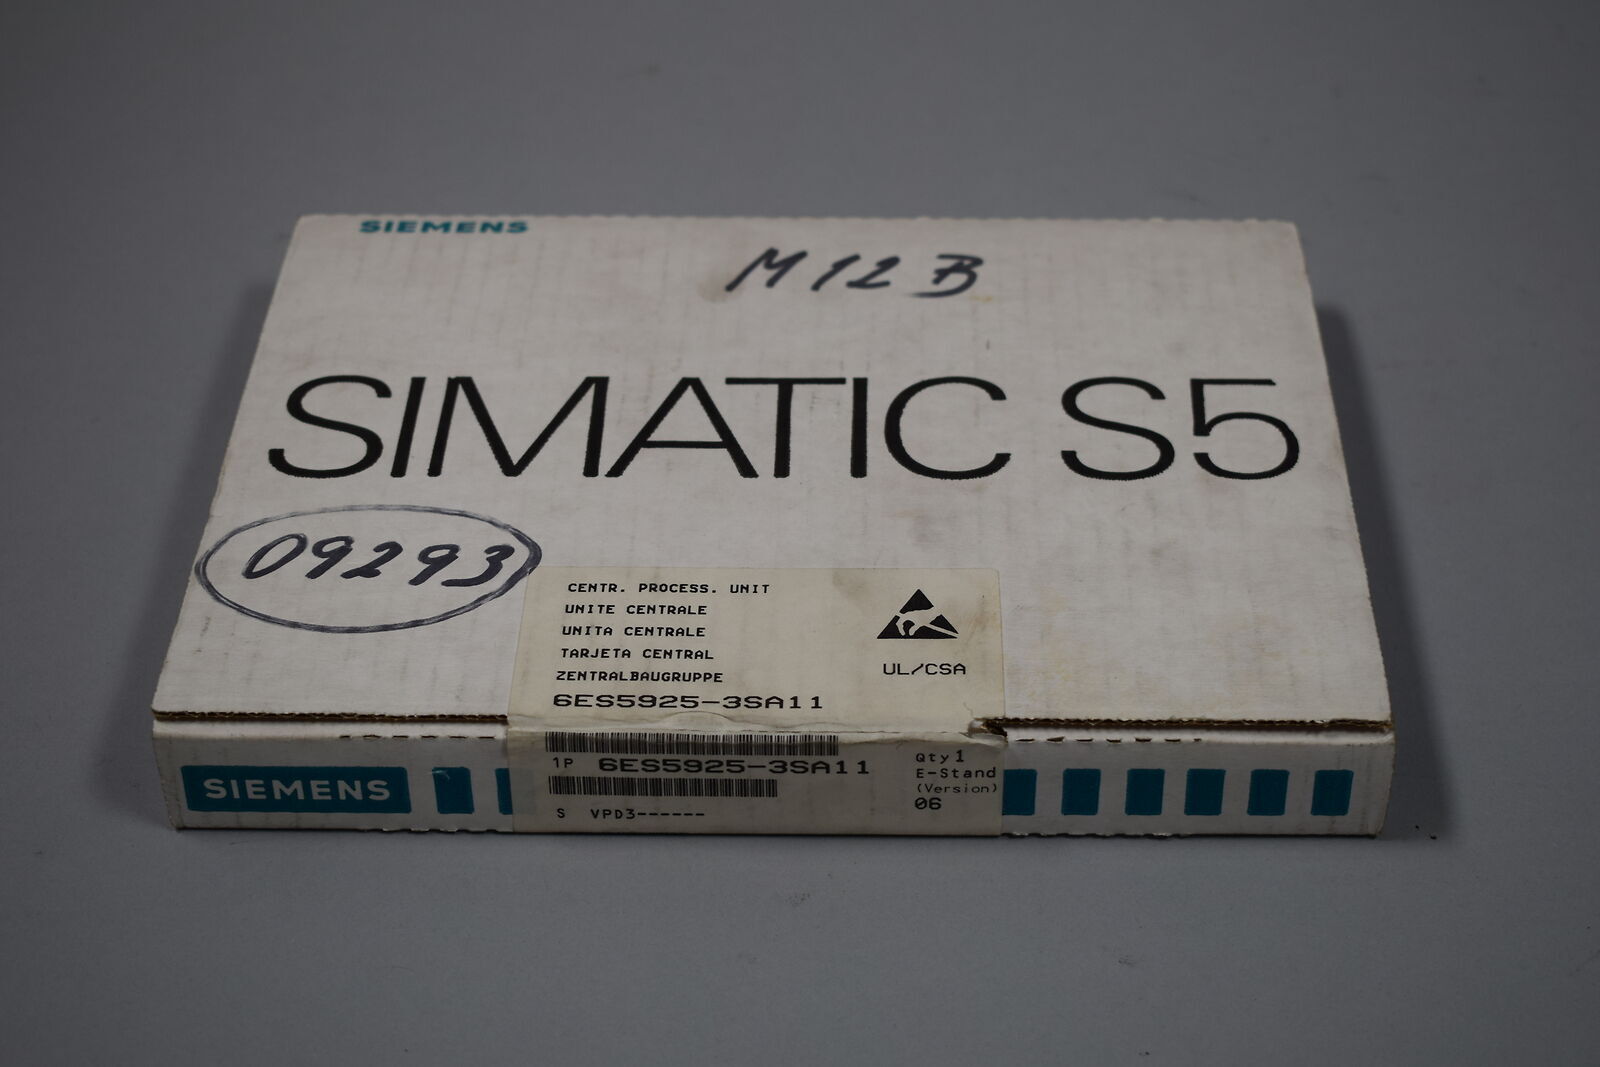 SIEMENS
M12B
SIMATIC S5
09293
CENTR. PROCESS. UNIT
UNITE CENTRALE
UNITA CENTRALE
TARJETA CENTRAL
ZENTRALBAUGRUPPE
6ES5925-3SA11
UL/CSA
1P 6ES5925-3SA11
S VPD3------
Qty 1
E-Stand
(Version)
06
SIEMENS